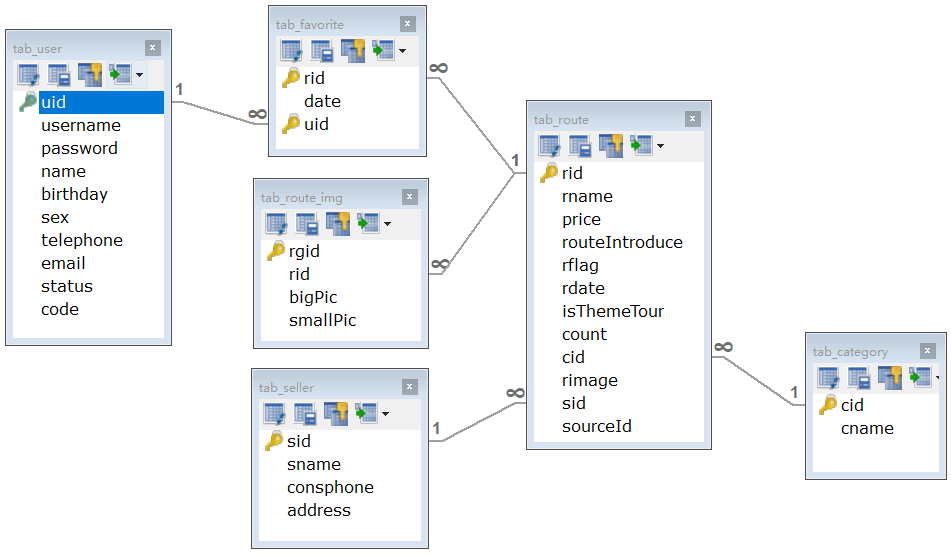 tab_user
uid
username
password
name
birthday
sex
telephone
email
status
code
1
∞
tab_favorite
rid
date
uid
∞
tab_route_img
rgid
rid
bigPic
smallPic
∞
tab_seller
sid
sname
consphone
address
1
∞
1
tab_route
rid
rname
price
routeIntroduce
rflag
rdate
isThemeTour
count
cid
rimage
sid
sourceId
∞
1
tab_category
cid
cname